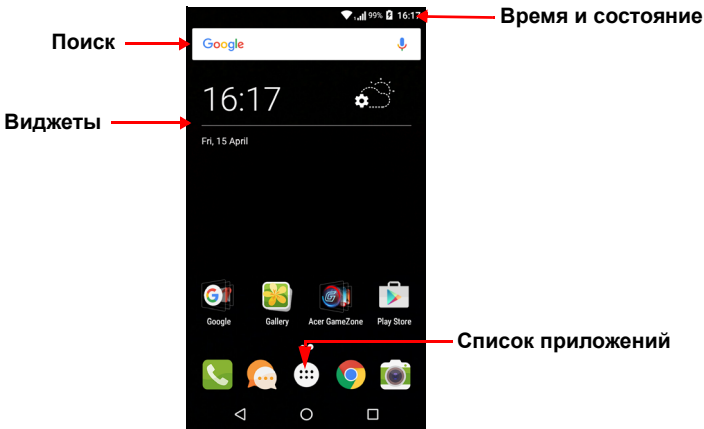 99% 16:17
Время и состояние
Поиск
Google
16:17
Виджеты
Fri, 15 April
Google Gallery Acer GameZone Play Store
Список приложений